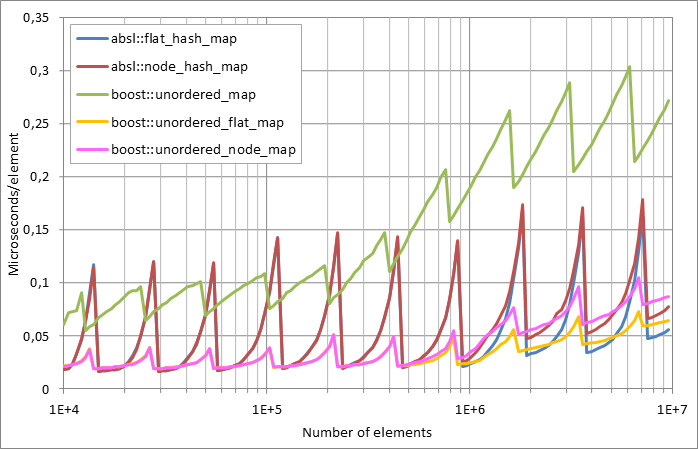 0,35
0,3
0,25
0,2
0,15
0,1
0,05
0
Microseconds/element
absl::flat_hash_map
absl::node_hash_map
boost::unordered_map
boost::unordered_flat_map
boost::unordered_node_map
1E+4 1E+5 1E+6 1E+7
Number of elements